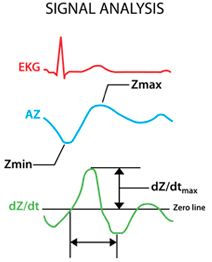 SIGNAL ANALYSIS
EKG
Zmax
AZ
Zmin
dZ/dtmax
dZ/dt
Zero line